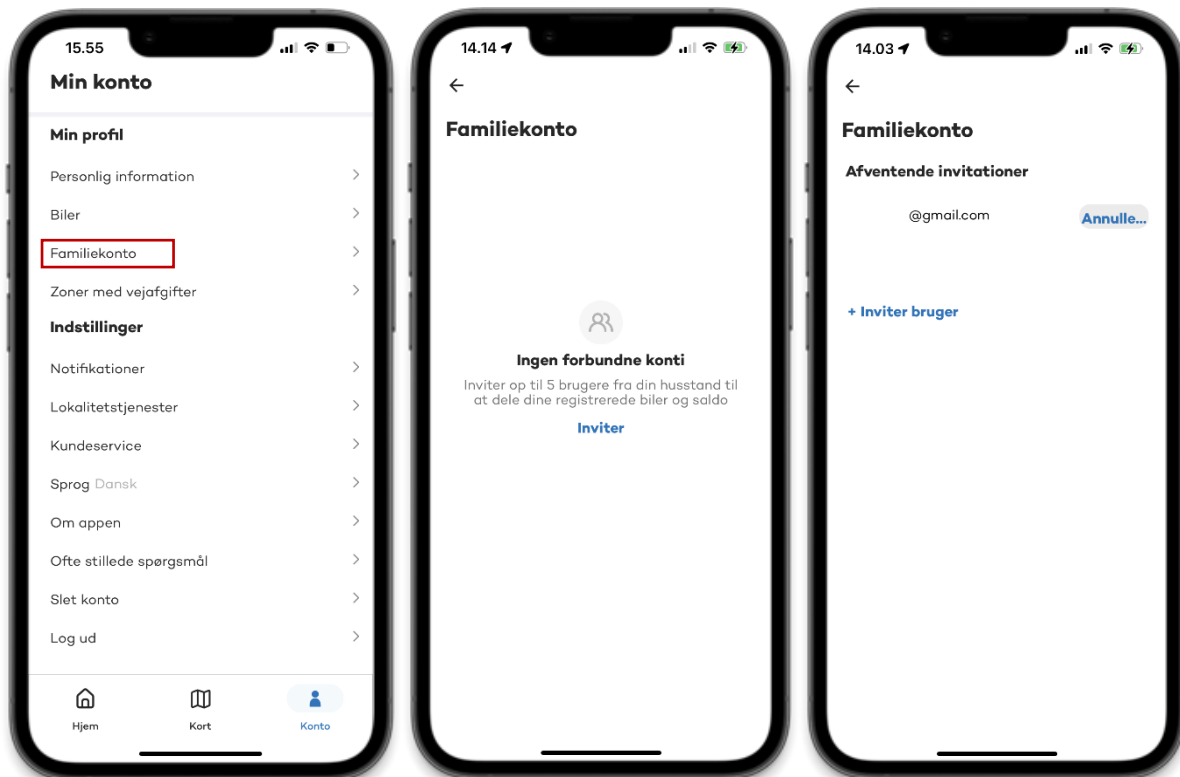 15.55
Min konto
Min profil
Personlig information
Biler
Familiekonto
Zoner med vejafgifter
Indstillinger
Notifikationer
Lokalitetstjenester
Kundeservice
Sprog Dansk
Om appen
Ofte stillede spørgsmål
Slet konto
Log ud
Hjem
Kort
Konto
14.14
Familiekonto
Ingen forbundne konti
Inviter op til 5 brugere fra din husstand til
at dele dine registrerede biler og saldo
Inviter
14.03
Familiekonto
Afventende invitationer
@gmail.com
Annulle...
+ Inviter bruger